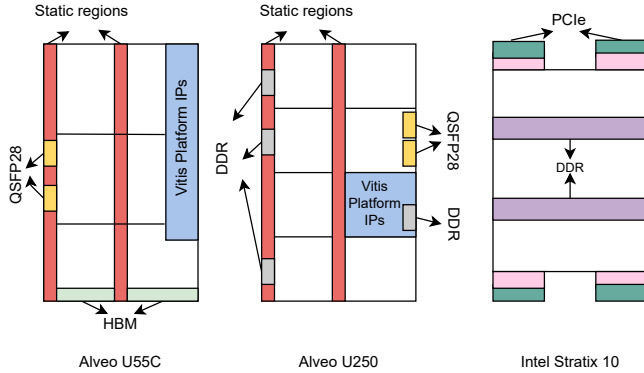 Static regions
Static regions
PCIe
Vitis Platform IPs
QSFP28
HBM
DDR
QSFP28
Vitis
Platform
IPs
DDR
DDR
Alveo U55C
Alveo U250
Intel Stratix 10